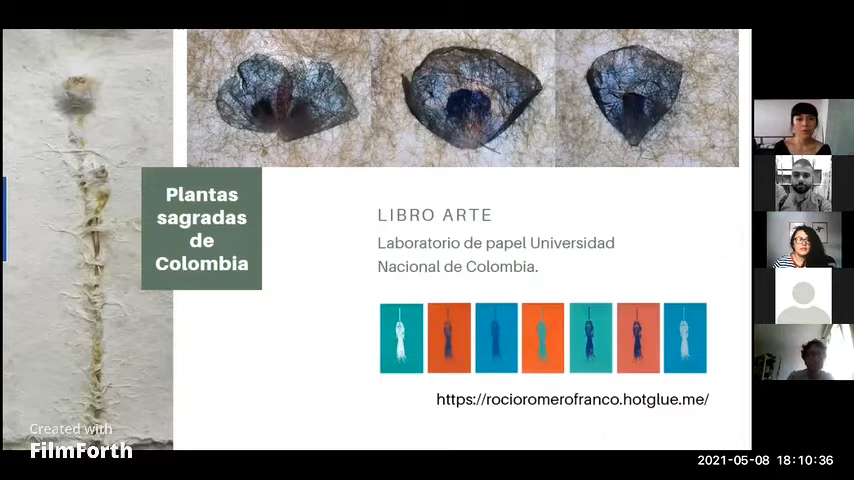 Plantas
sagradas
de
Colombia
LIBRO ARTE
Laboratorio de papel Universidad
Nacional de Colombia.
https://rocioromerofranco.hotglue.me/
Created with
FilmForth
2021-05-08 18:10:36